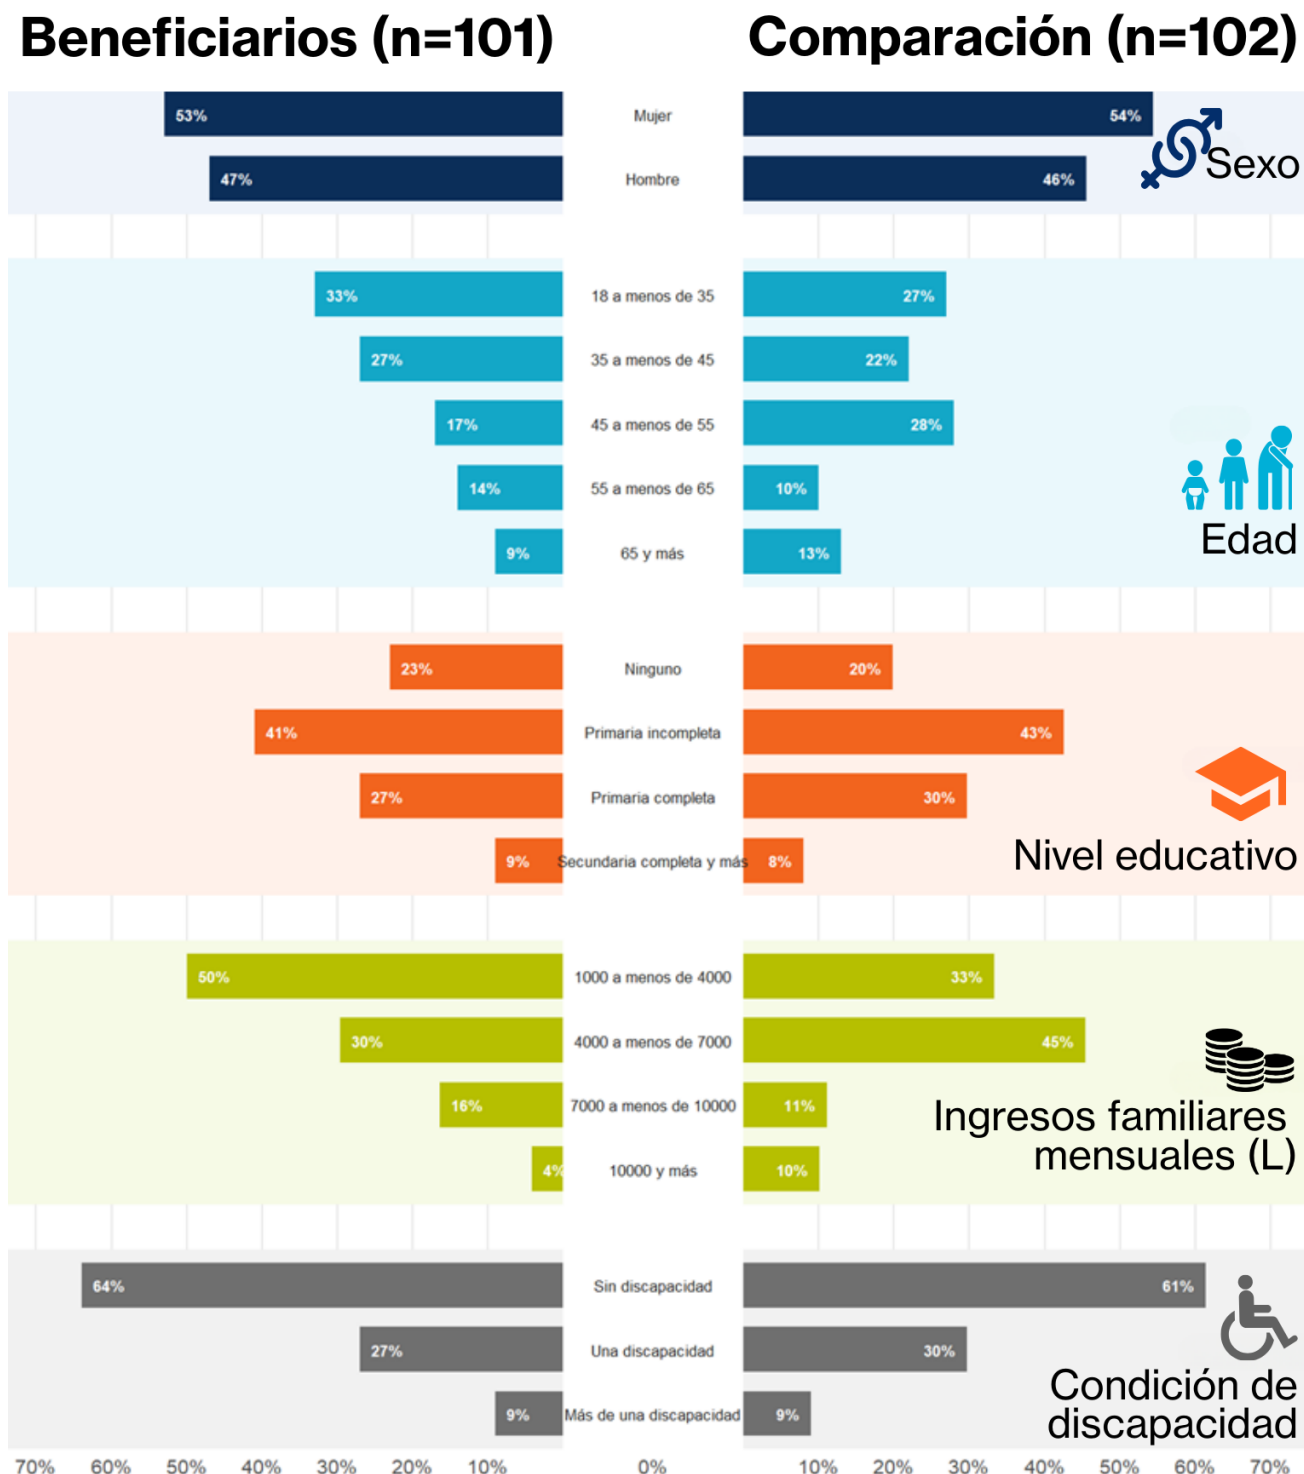 Beneficiarios (n=101) Comparación (n=102)
53% Mujer 54%
47% Hombre 46%
Sexo
33% 18 a menos de 35 27%
27% 35 a menos de 45 22%
17% 45 a menos de 55 28%
14% 55 a menos de 65 10%
9% 65 y más 13%
Edad
23% Ninguno 20%
41% Primaria incompleta 43%
27% Primaria completa 30%
9% Secundaria completa y más 8%
Nivel educativo
50% 1000 a menos de 4000 33%
30% 4000 a menos de 7000 45%
16% 7000 a menos de 10000 11%
4% 10000 y más 10%
Ingresos familiares
mensuales (L)
64% Sin discapacidad 61%
27% Una discapacidad 30%
9% Más de una discapacidad 9%
Condición de
discapacidad
70% 60% 50% 40% 30% 20% 10% 0% 10% 20% 30% 40% 50% 60% 70%